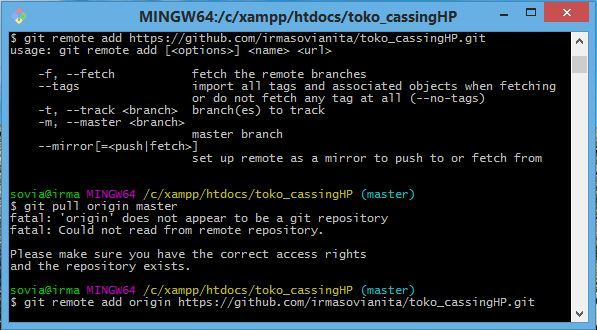 MINGW64:/c/xampp/htdocs/toko_cassingHP
$ git remote add https://github.com/irmasovianita/toko_cassingHP.git
usage: git remote add [<options>] <name> <url>
-f, --fetch fetch the remote branches
--tags import all tags and associated objects when fetching
or do not fetch any tag at all (--no-tags)
-t, --track <branch> branch(es) to track
-m, --master <branch>
master branch
--mirror[=<push|fetch>]
set up remote as a mirror to push to or fetch from
sovia@irma MINGW64 /c/xampp/htdocs/toko_cassingHP (master)
$ git pull origin master
fatal: 'origin' does not appear to be a git repository
fatal: Could not read from remote repository.
Please make sure you have the correct access rights
and the repository exists.
sovia@irma MINGW64 /c/xampp/htdocs/toko_cassingHP (master)
$ git remote add origin https://github.com/irmasovianita/toko_cassingHP.git